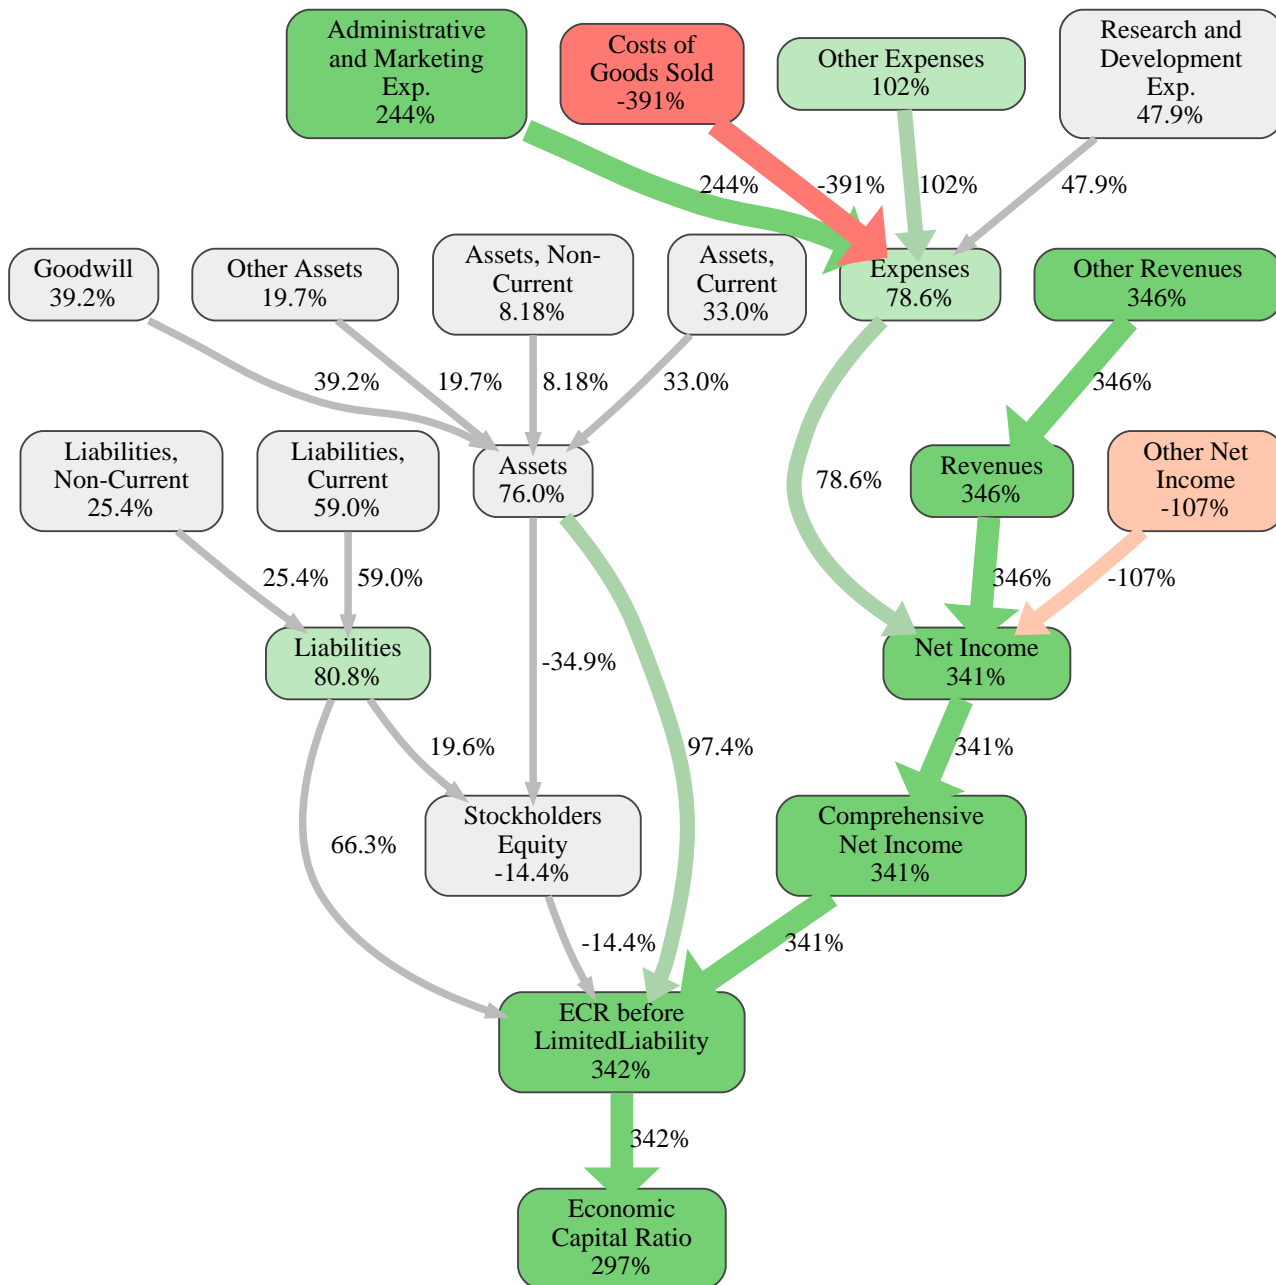 Administrative
and Marketing
Exp.
244%
Costs of
Goods Sold
-391%
Other Expenses
102%
Research and
Development
Exp.
47.9%
244%
-391%
102%
47.9%
Goodwill
39.2%
Other Assets
19.7%
Assets, Non-
Current
8.18%
Assets,
Current
33.0%
Expenses
78.6%
Other Revenues
346%
39.2%
19.7%
8.18%
33.0%
346%
Liabilities,
Non-Current
25.4%
Liabilities,
Current
59.0%
Assets
76.0%
78.6%
Revenues
346%
Other Net
Income
-107%
25.4%
59.0%
346%
-107%
Liabilities
80.8%
-34.9%
Net Income
341%
19.6%
97.4%
341%
66.3%
Stockholders
Equity
-14.4%
Comprehensive
Net Income
341%
-14.4%
341%
ECR before
LimitedLiability
342%
342%
Economic
Capital Ratio
297%